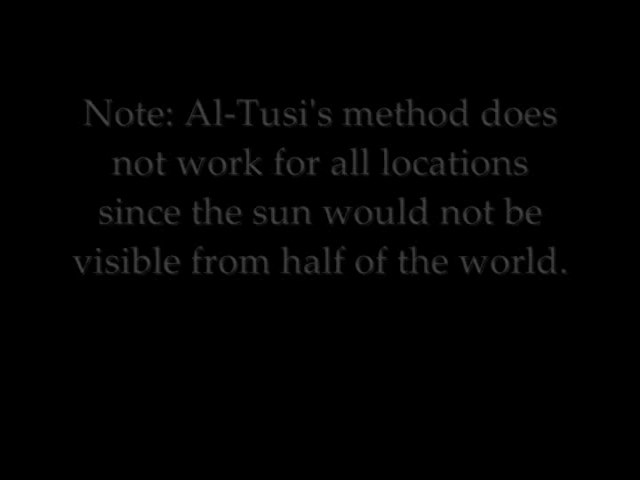 Note: Al-Tusi's method does
not work for all locations
since the sun would not be
visible from half of the world.